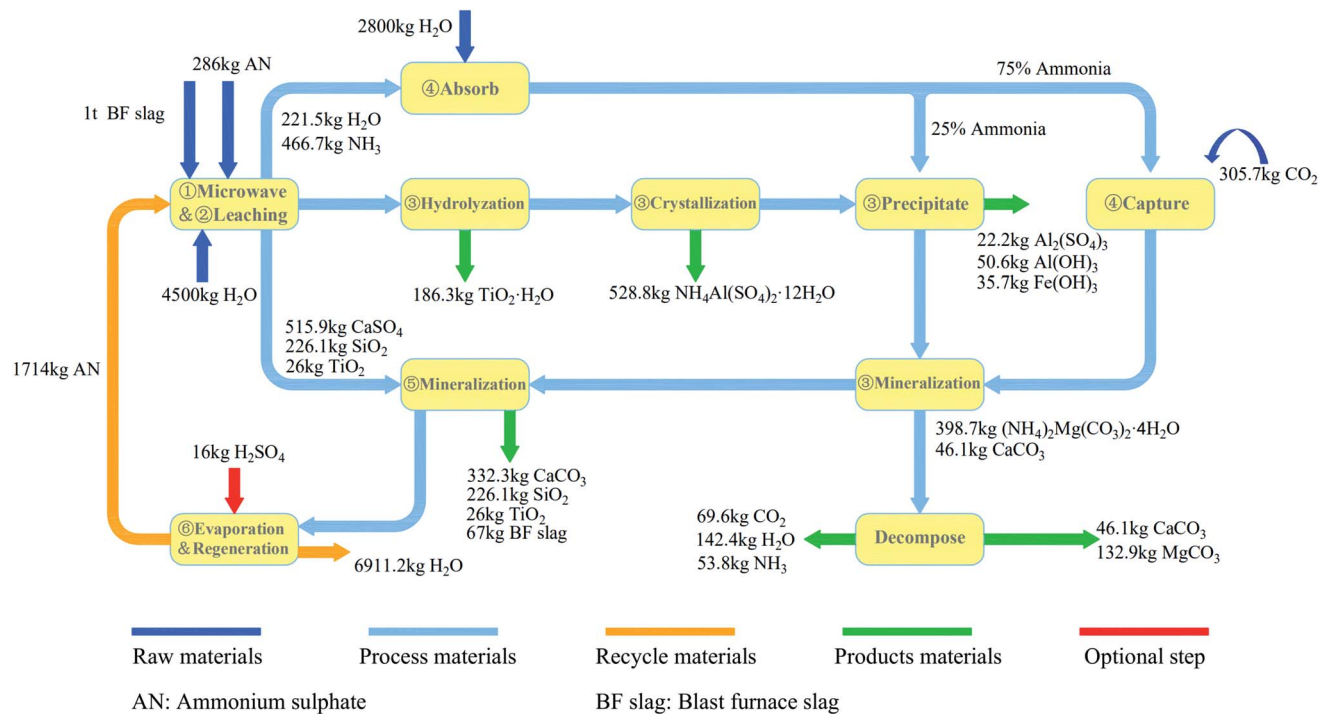 2800kg H₂O
286kg AN
④Absorb
75% Ammonia
1t BF slag
221.5kg H₂O
466.7kg NH₃
25% Ammonia
305.7kg CO₂
①Microwave
&②Leaching
③Hydrolyzation
③Crystallization
③Precipitate
④Capture
4500kg H₂O
186.3kg TiO₂·H₂O
528.8kg NH₄Al(SO₄)₂·12H₂O
22.2kg Al₂(SO₄)₃
50.6kg Al(OH)₃
35.7kg Fe(OH)₃
515.9kg CaSO₄
226.1kg SiO₂
26kg TiO₂
1714kg AN
⑤Mineralization
③Mineralization
398.7kg (NH₄)₂Mg(CO₃)₂·4H₂O
46.1kg CaCO₃
16kg H₂SO₄
332.3kg CaCO₃
226.1kg SiO₂
26kg TiO₂
67kg BF slag
⑥Evaporation
&Regeneration
6911.2kg H₂O
69.6kg CO₂
142.4kg H₂O
53.8kg NH₃
Decompose
46.1kg CaCO₃
132.9kg MgCO₃
Raw materials
Process materials
Recycle materials
Products materials
Optional step
AN: Ammonium sulphate
BF slag: Blast furnace slag